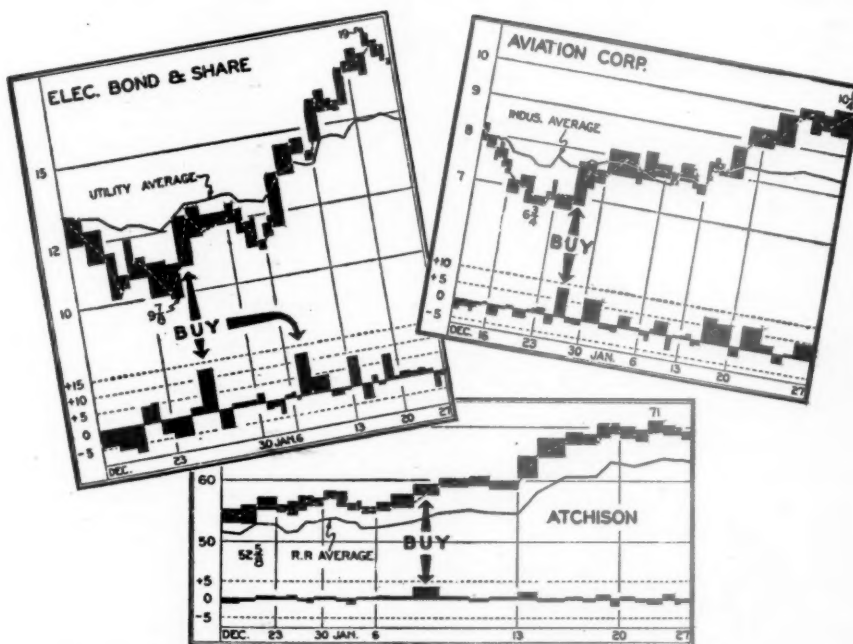 ELEC. BOND & SHARE
19
15
UTILITY AVERAGE
12
10
9 7/8
BUY
+15
+10
+5
0
-5
DEC. 23 30 JAN. 6 13 20 27
AVIATION CORP.
10
9
8
7
10 1/4
INDUS. AVERAGE
6 3/4
BUY
+10
+5
0
-5
DEC. 16 23 30 JAN. 6 13 20 27
71
60
ATCHISON
50
52 5/8
R.R AVERAGE
BUY
+5
0
-5
DEC. 23 30 JAN. 6 13 20 27